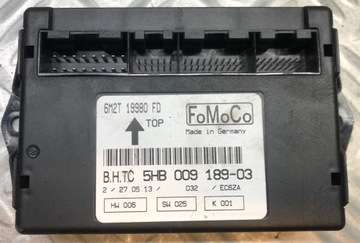 6M2T 19980 FD
FoMoCo
TOP
Made in Germany
B.H.TC 5HB 009 189-03
2 / 27.05.13 / 032 / EC6ZA
HW 006 SW 025 K 001